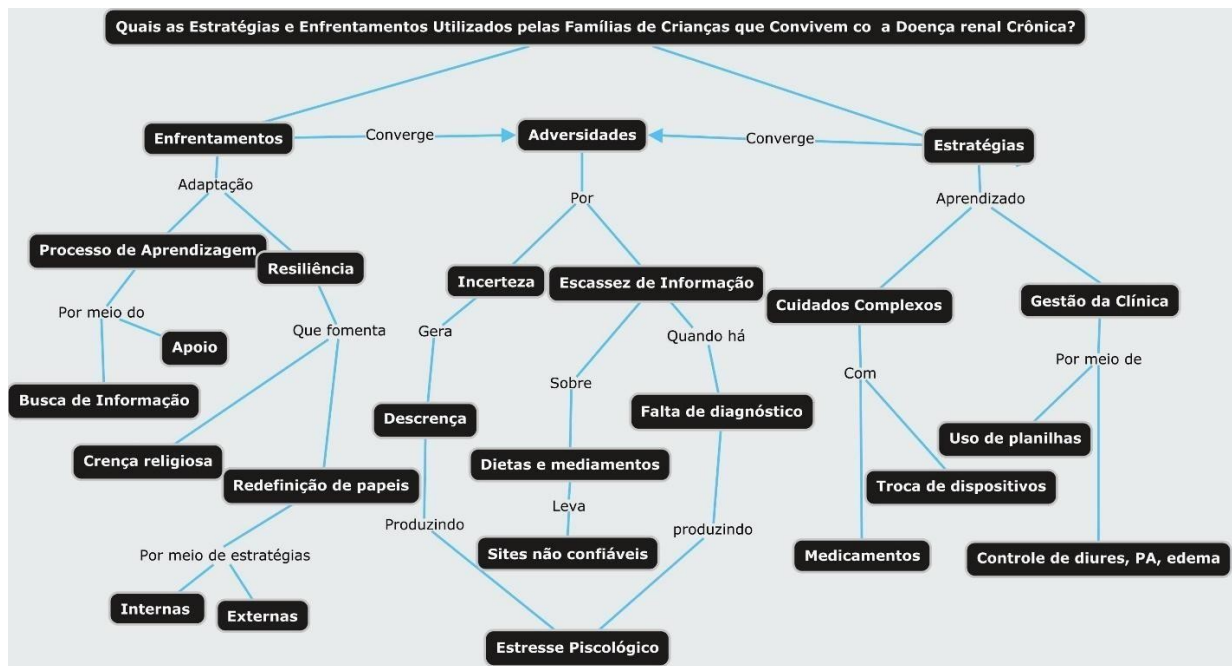 Quais as Estratégias e Enfrentamentos Utilizados pelas Famílias de Crianças que Convivem co a Doença renal Crônica?
Enfrentamentos
Converge
Adversidades
Converge
Estratégias
Adaptação
Por
Aprendizado
Processo de Aprendizagem
Resiliência
Incerteza
Escassez de Informação
Cuidados Complexos
Gestão da Clínica
Por meio do
Que fomenta
Gera
Quando há
Por meio de
Apoio
Sobre
Com
Busca de Informação
Descrença
Falta de diagnóstico
Uso de planilhas
Crença religiosa
Redefinição de papeis
Dietas e mediamentos
Troca de dispositivos
Produzindo
Leva
produzindo
Por meio de estratégias
Sites não confiáveis
Medicamentos
Controle de diures, PA, edema
Internas
Externas
Estresse Piscológico